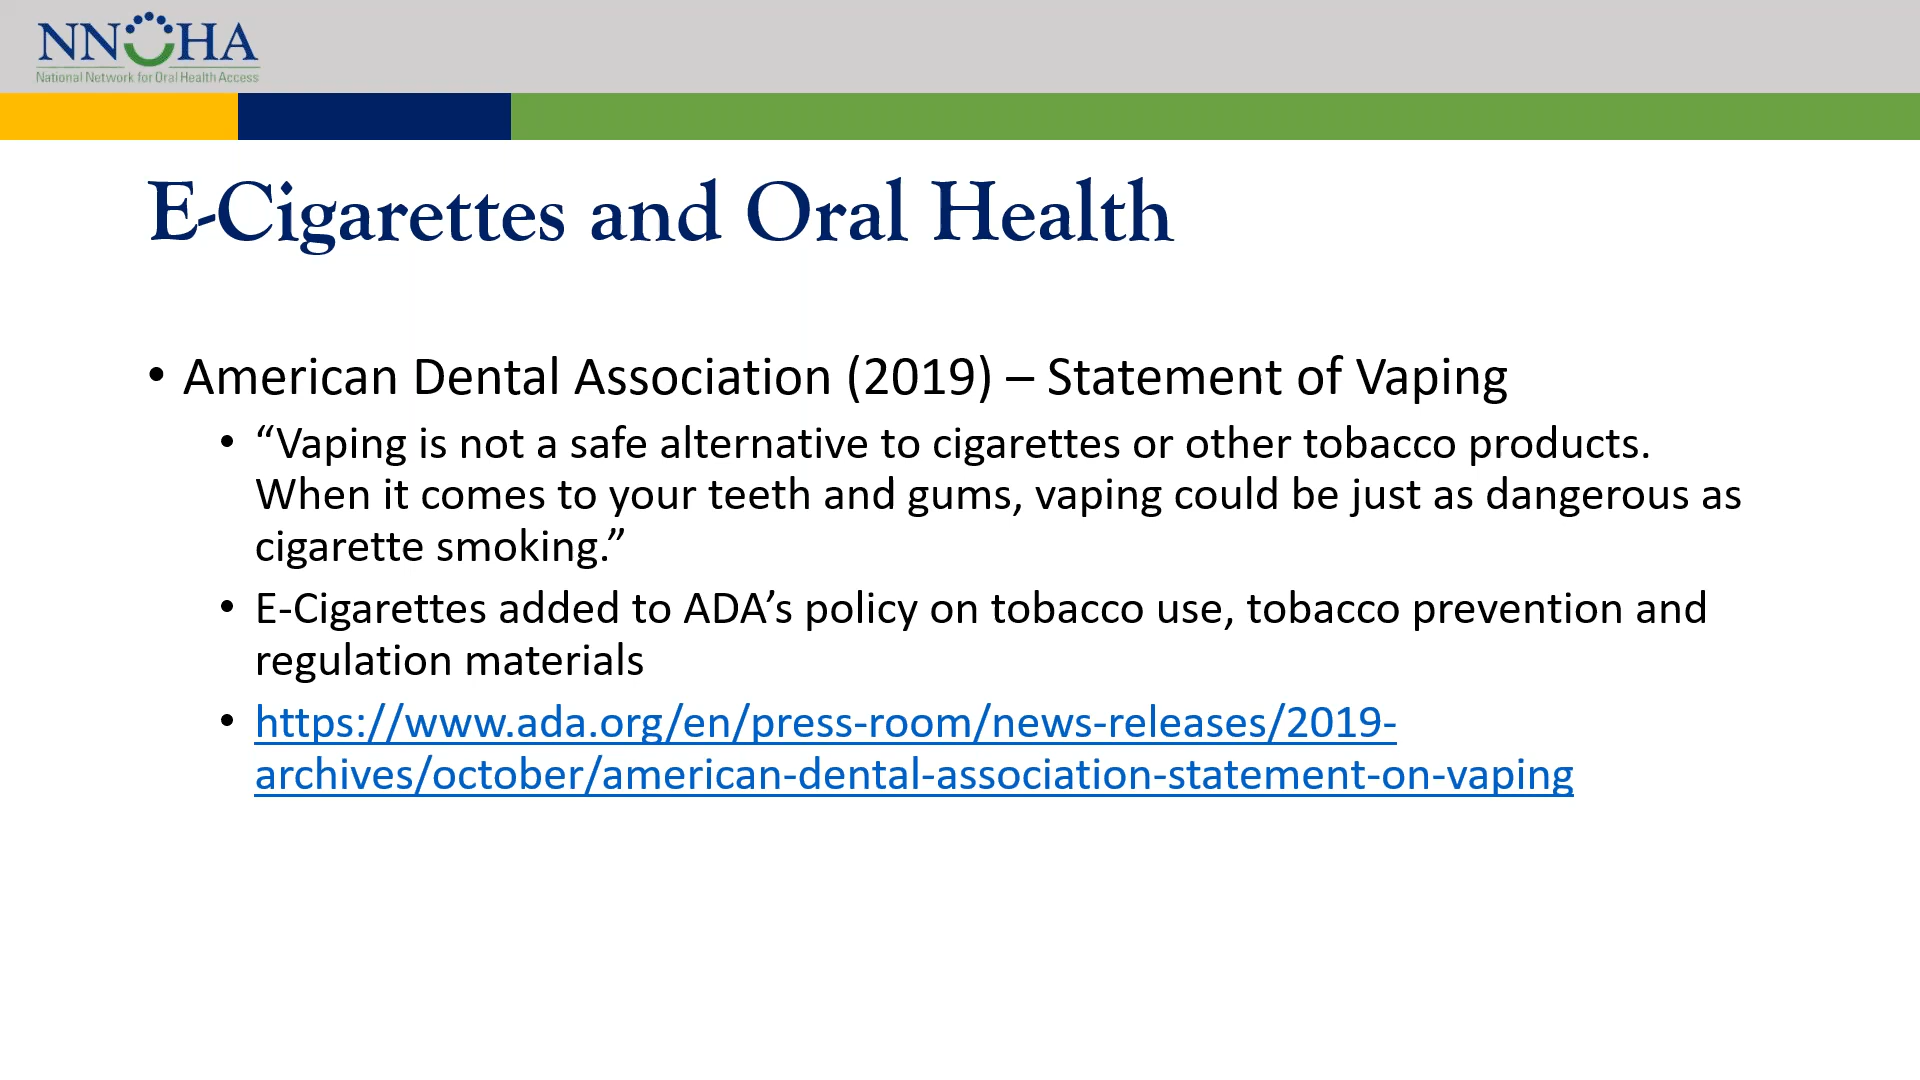 NNOHA
National Network for Oral Health Access
E-Cigarettes and Oral Health
• American Dental Association (2019) – Statement of Vaping
• “Vaping is not a safe alternative to cigarettes or other tobacco products.
When it comes to your teeth and gums, vaping could be just as dangerous as
cigarette smoking.”
• E-Cigarettes added to ADA’s policy on tobacco use, tobacco prevention and
regulation materials
• https://www.ada.org/en/press-room/news-releases/2019-
archives/october/american-dental-association-statement-on-vaping